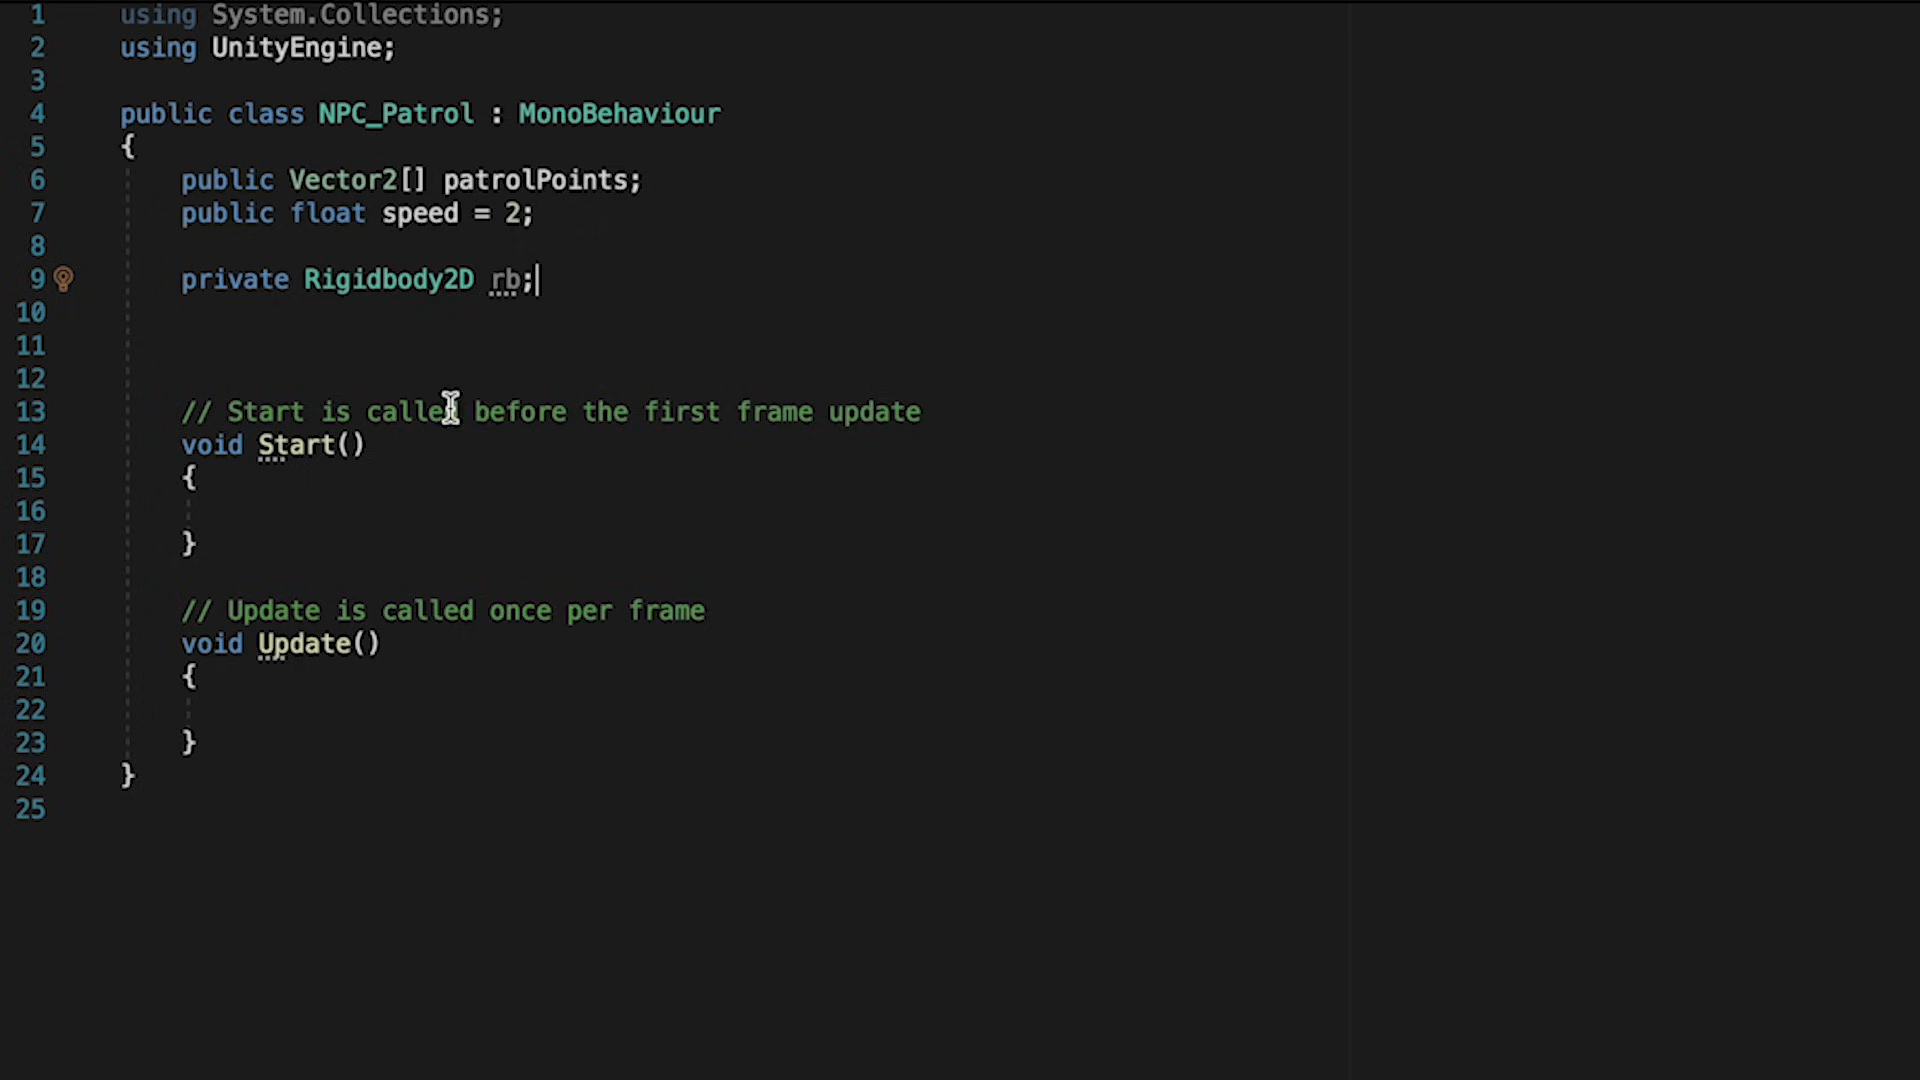 1 using System.Collections;
2 using UnityEngine;
3
4 public class NPC_Patrol : MonoBehaviour
5 {
6 public Vector2[] patrolPoints;
7 public float speed = 2;
8
9 private Rigidbody2D rb;
10
11
12
13 // Start is called before the first frame update
14 void Start()
15 {
16
17 }
18
19 // Update is called once per frame
20 void Update()
21 {
22
23 }
24 }
25